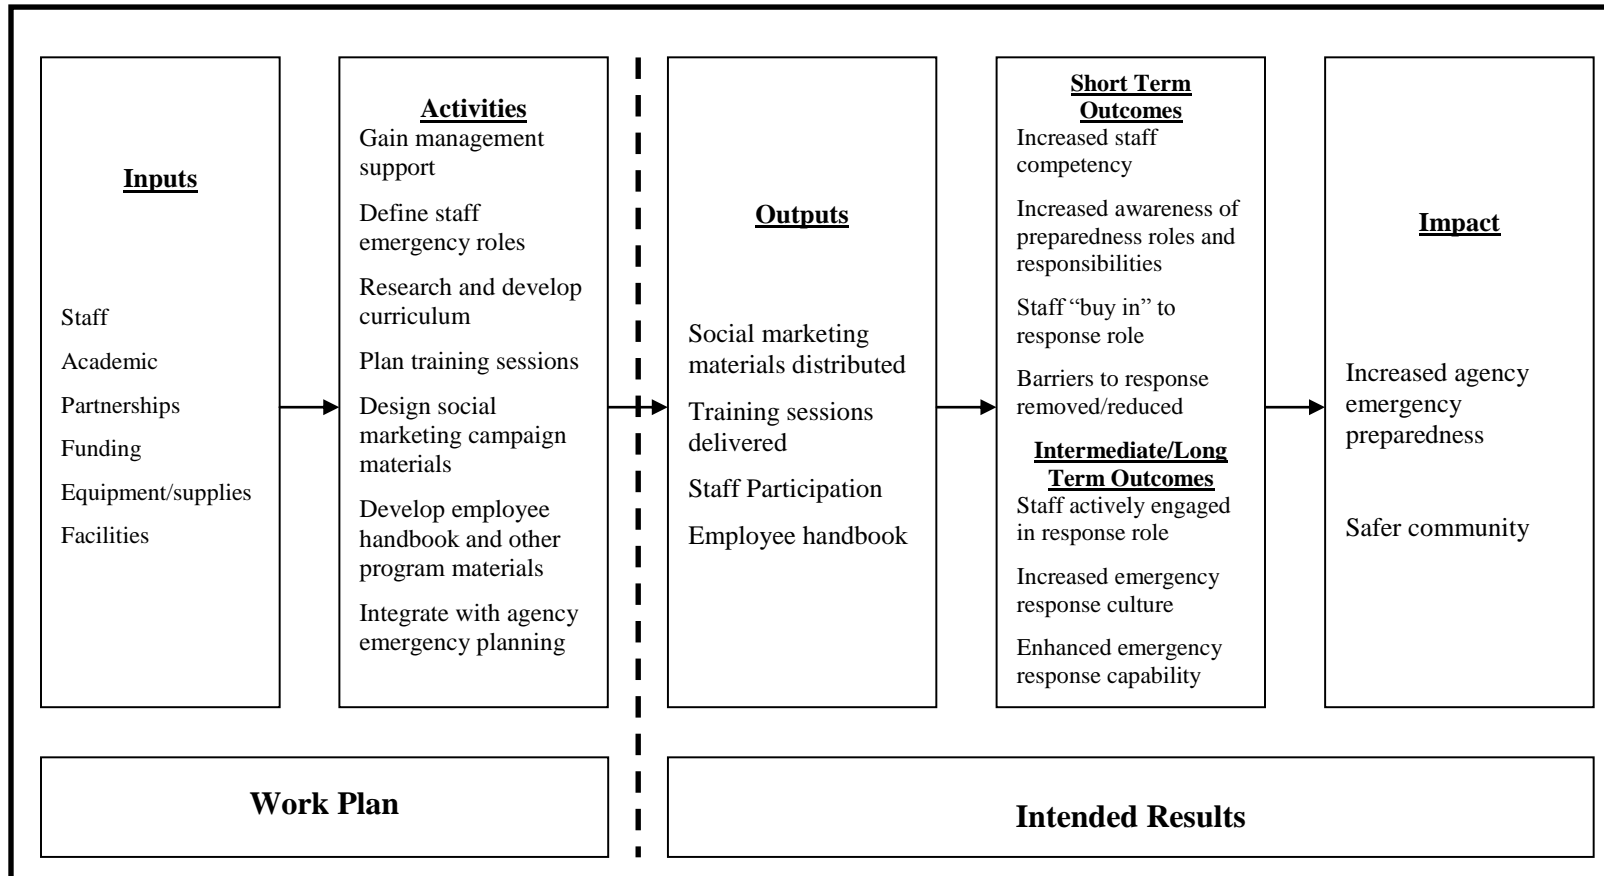 Inputs
Staff
Academic
Partnerships
Funding
Equipment/supplies
Facilities
Activities
Gain management
support
Define staff
emergency roles
Research and develop
curriculum
Plan training sessions
Design social
marketing campaign
materials
Develop employee
handbook and other
program materials
Integrate with agency
emergency planning
Outputs
Social marketing
materials distributed
Training sessions
delivered
Staff Participation
Employee handbook
Short Term
Outcomes
Increased staff
competency
Increased awareness of
preparedness roles and
responsibilities
Staff “buy in” to
response role
Barriers to response
removed/reduced
Intermediate/Long
Term Outcomes
Staff actively engaged
in response role
Increased emergency
response culture
Enhanced emergency
response capability
Impact
Increased agency
emergency
preparedness
Safer community
Work Plan
Intended Results